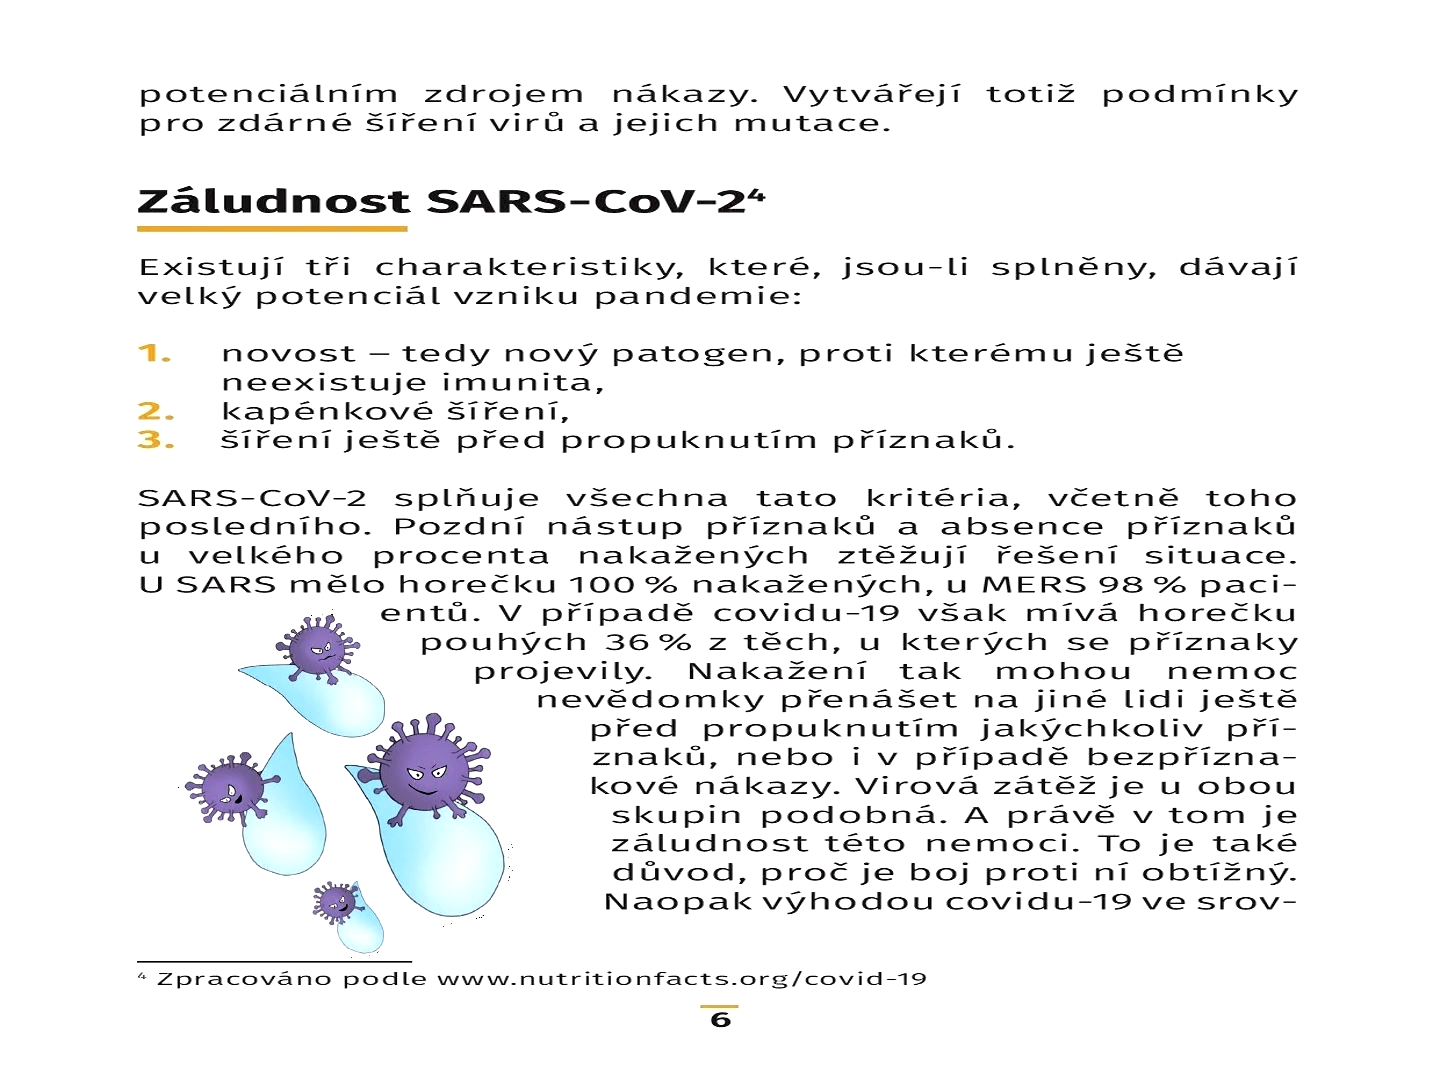 potenciálním zdrojem nákazy. Vytvářejí totiž podmínky
pro zdárné šíření virů a jejich mutace.
Záludnost SARS-CoV-2⁴
Existují tři charakteristiky, které, jsou-li splněny, dávají
velký potenciál vzniku pandemie:
1. novost – tedy nový patogen, proti kterému ještě
neexistuje imunita,
2. kapénkové šíření,
3. šíření ještě před propuknutím příznaků.
SARS-CoV-2 splňuje všechna tato kritéria, včetně toho
posledního. Pozdní nástup příznaků a absence příznaků
u velkého procenta nakažených ztěžují řešení situace.
U SARS mělo horečku 100 % nakažených, u MERS 98 % paci-
entů. V případě covidu-19 však mívá horečku
pouhých 36 % z těch, u kterých se příznaky
projevily. Nakažení tak mohou nemoc
nevědomky přenášet na jiné lidi ještě
před propuknutím jakýchkoliv pří-
znaků, nebo i v případě bezpřízna-
kové nákazy. Virová zátěž je u obou
skupin podobná. A právě v tom je
záludnost této nemoci. To je také
důvod, proč je boj proti ní obtížný.
Naopak výhodou covidu-19 ve srov-
⁴ Zpracováno podle www.nutritionfacts.org/covid-19
6